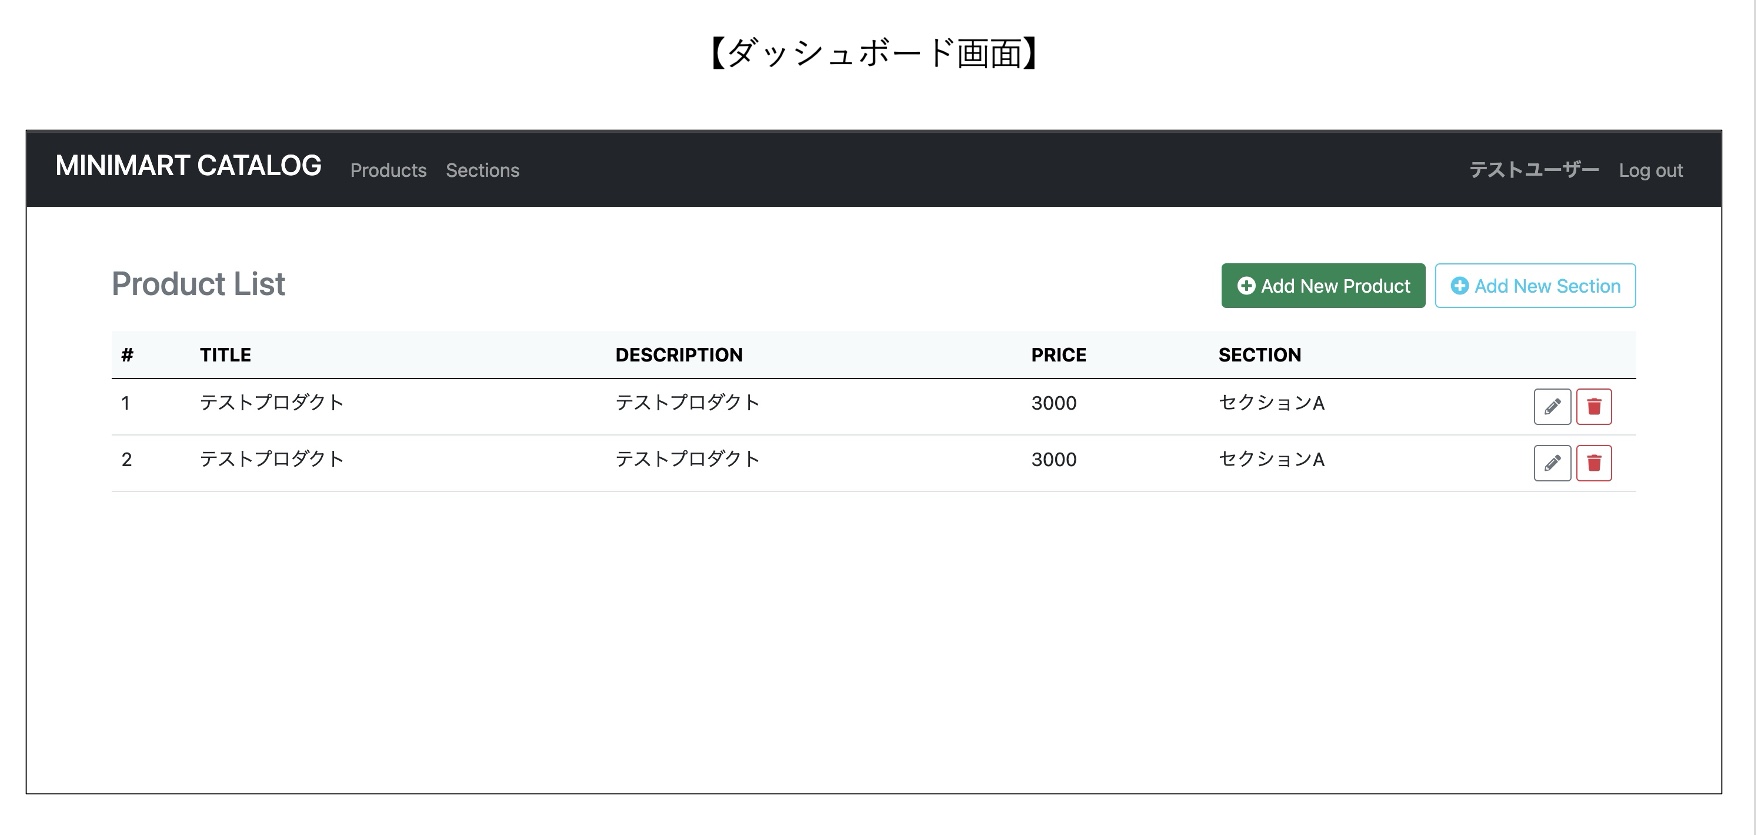 【ダッシュボード画面】
MINIMART CATALOG Products Sections テストユーザー Log out
Product List Add New Product Add New Section
# TITLE DESCRIPTION PRICE SECTION
1 テストプロダクト テストプロダクト 3000 セクションA
2 テストプロダクト テストプロダクト 3000 セクションA